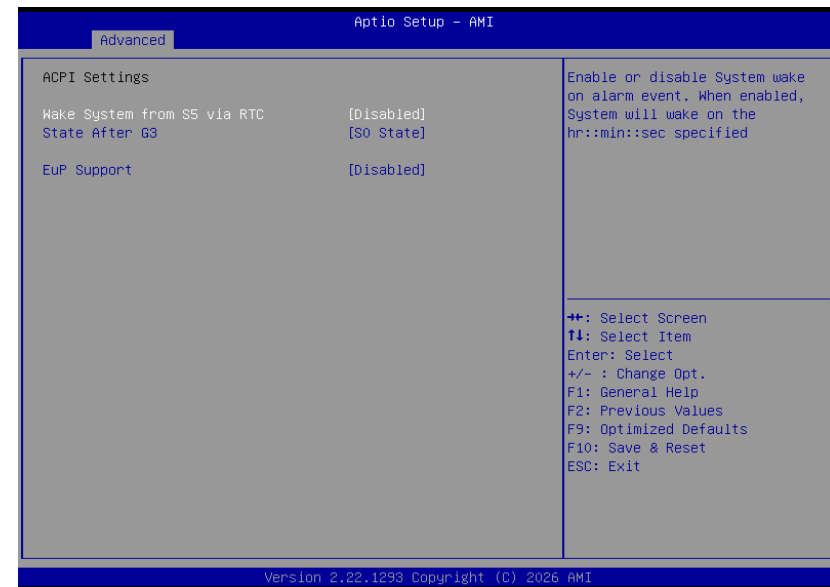 Aptio Setup – AMI
Advanced
ACPI Settings
Wake System from S5 via RTC [Disabled]
State After G3 [S0 State]
EuP Support [Disabled]
Enable or disable System wake
on alarm event. When enabled,
System will wake on the
hr::min::sec specified
→←: Select Screen
↑↓: Select Item
Enter: Select
+/- : Change Opt.
F1: General Help
F2: Previous Values
F9: Optimized Defaults
F10: Save & Reset
ESC: Exit
Version 2.22.1293 Copyright (C) 2026 AMI